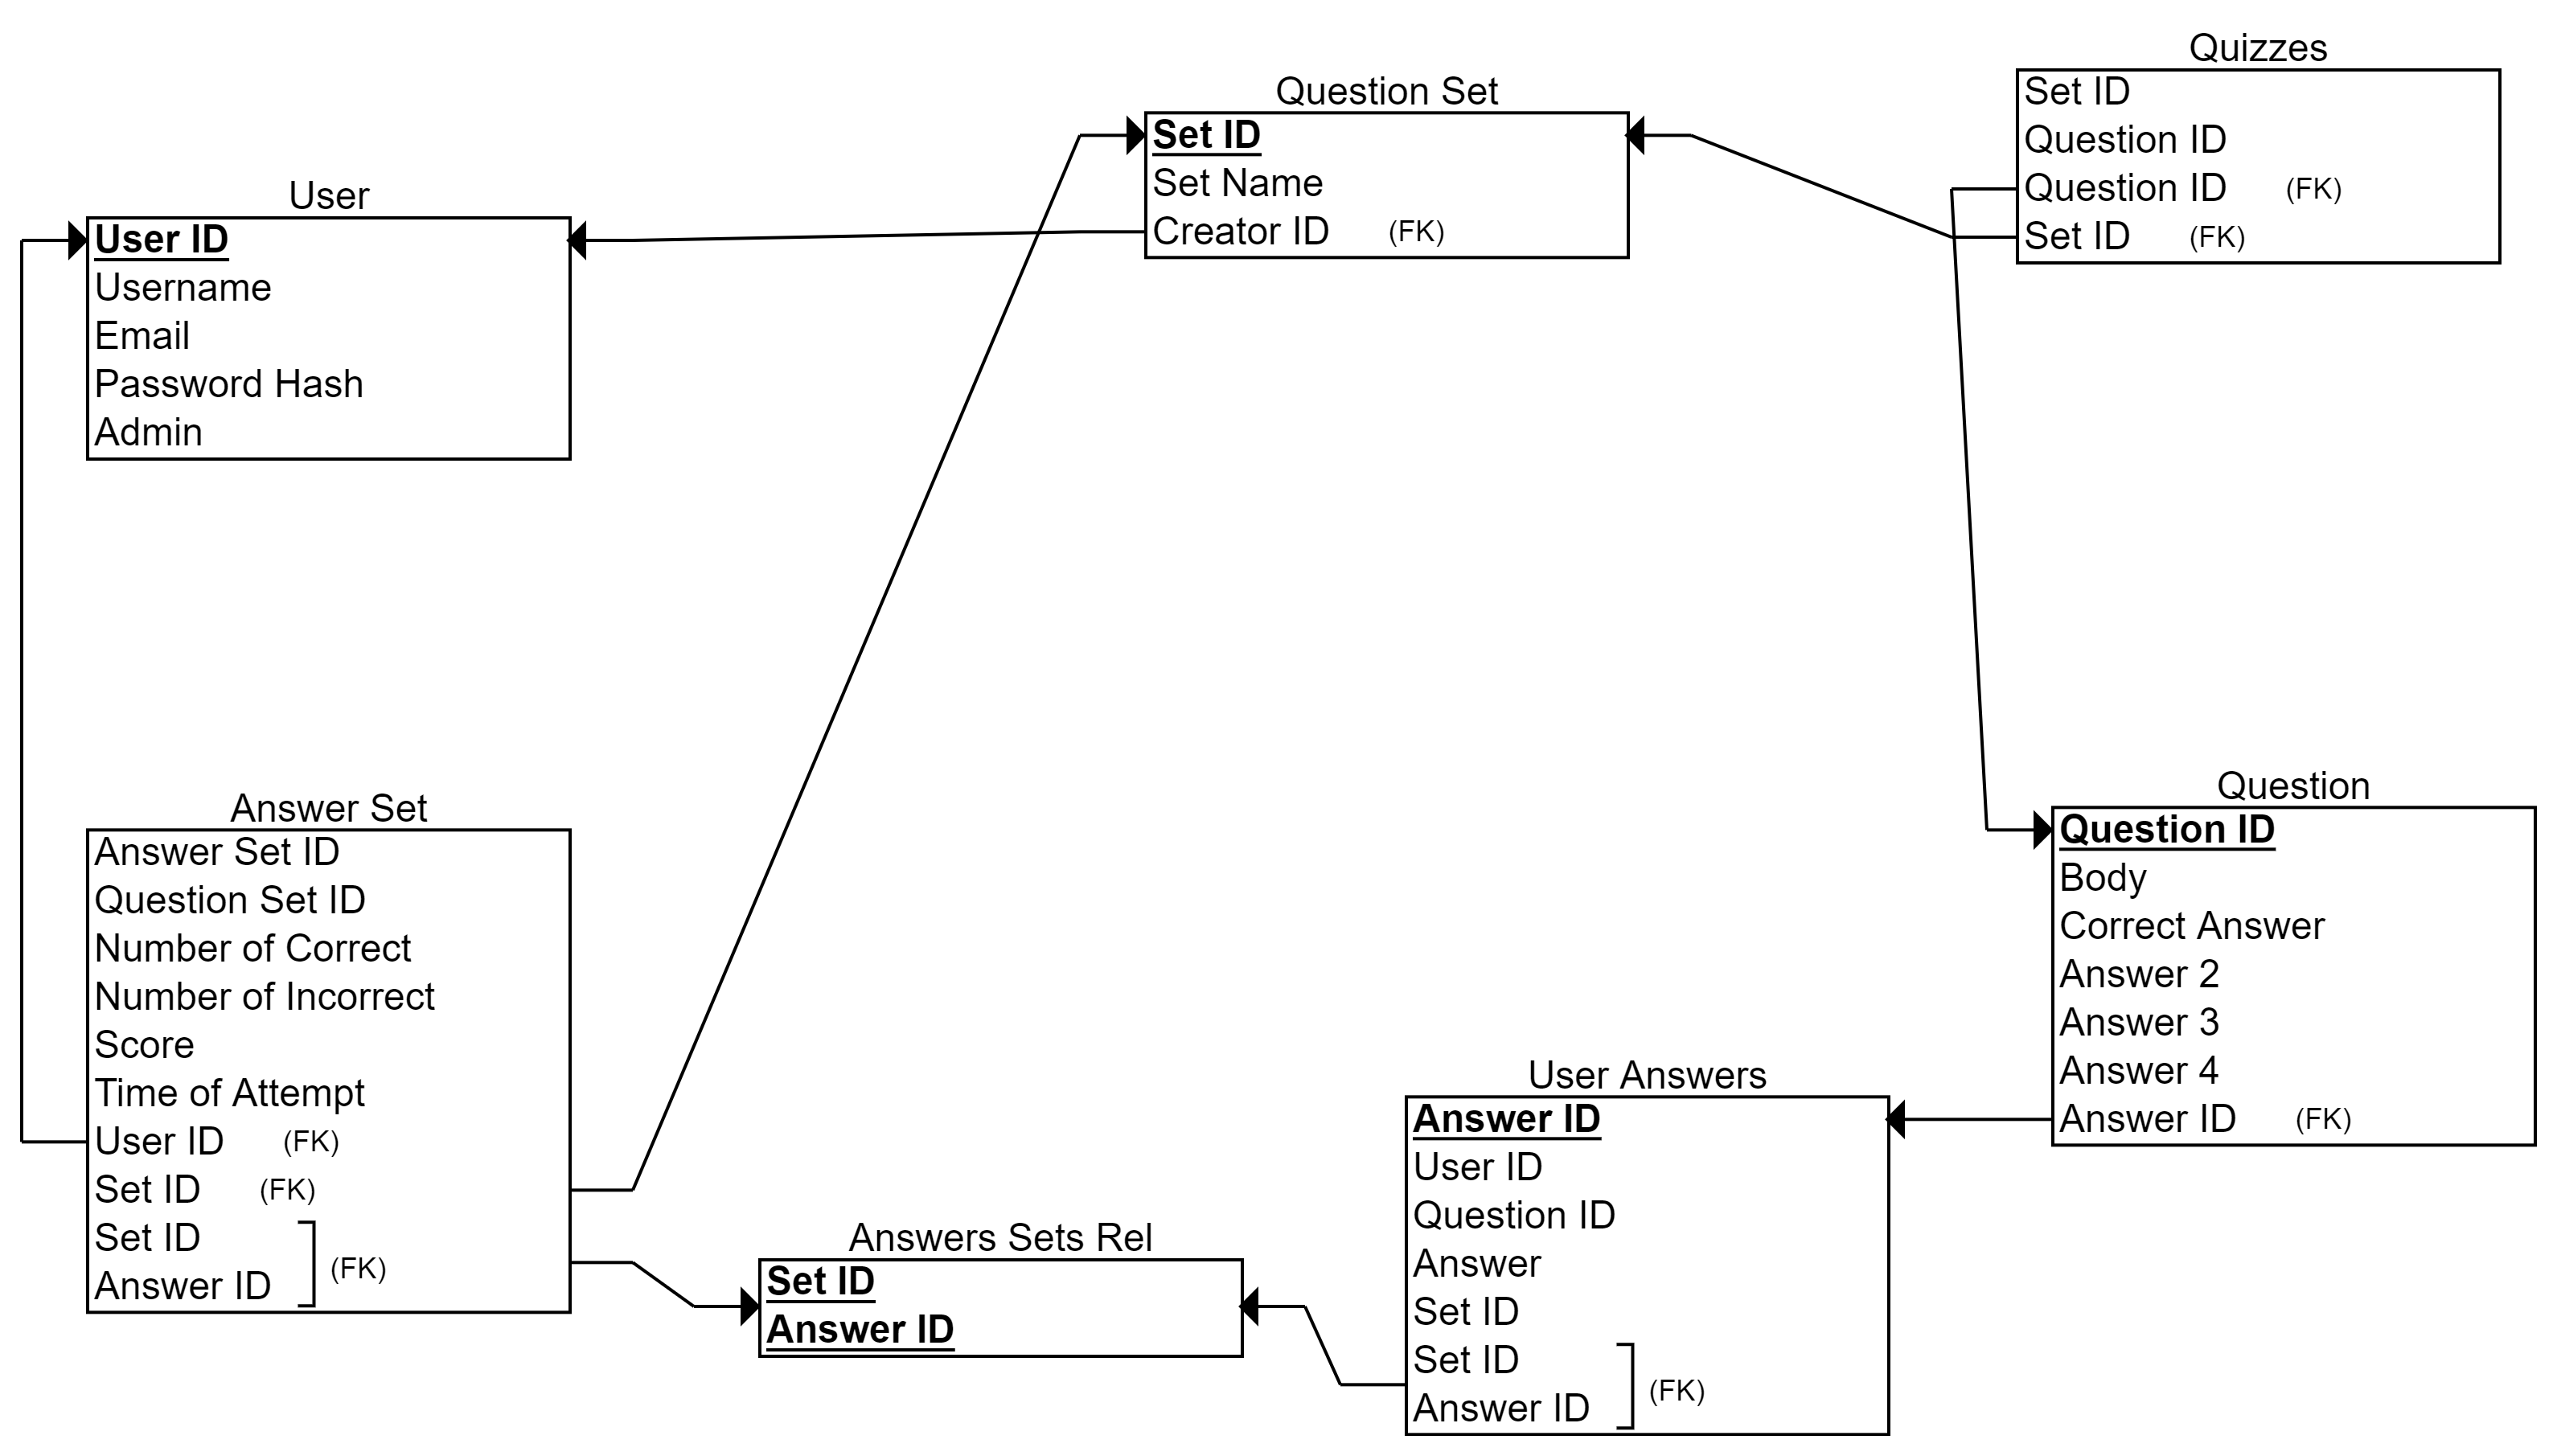 Quizzes
Set ID
Question ID
Question ID (FK)
Set ID (FK)
Question Set
Set ID
Set Name
Creator ID (FK)
User
User ID
Username
Email
Password Hash
Admin
Answer Set
Answer Set ID
Question Set ID
Number of Correct
Number of Incorrect
Score
Time of Attempt
User ID (FK)
Set ID (FK)
Set ID
Answer ID
(FK)
Answers Sets Rel
Set ID
Answer ID
User Answers
Answer ID
User ID
Question ID
Answer
Set ID
Set ID
Answer ID
(FK)
Question
Question ID
Body
Correct Answer
Answer 2
Answer 3
Answer 4
Answer ID (FK)